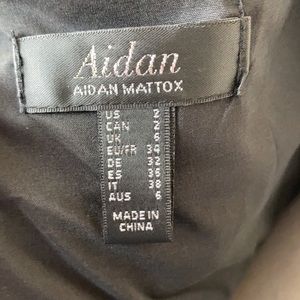 Aidan
AIDAN MATTOX
US 2
CAN 2
UK 6
EU/FR 34
DE 32
ES 36
IT 38
AUS 6
MADE IN
CHINA